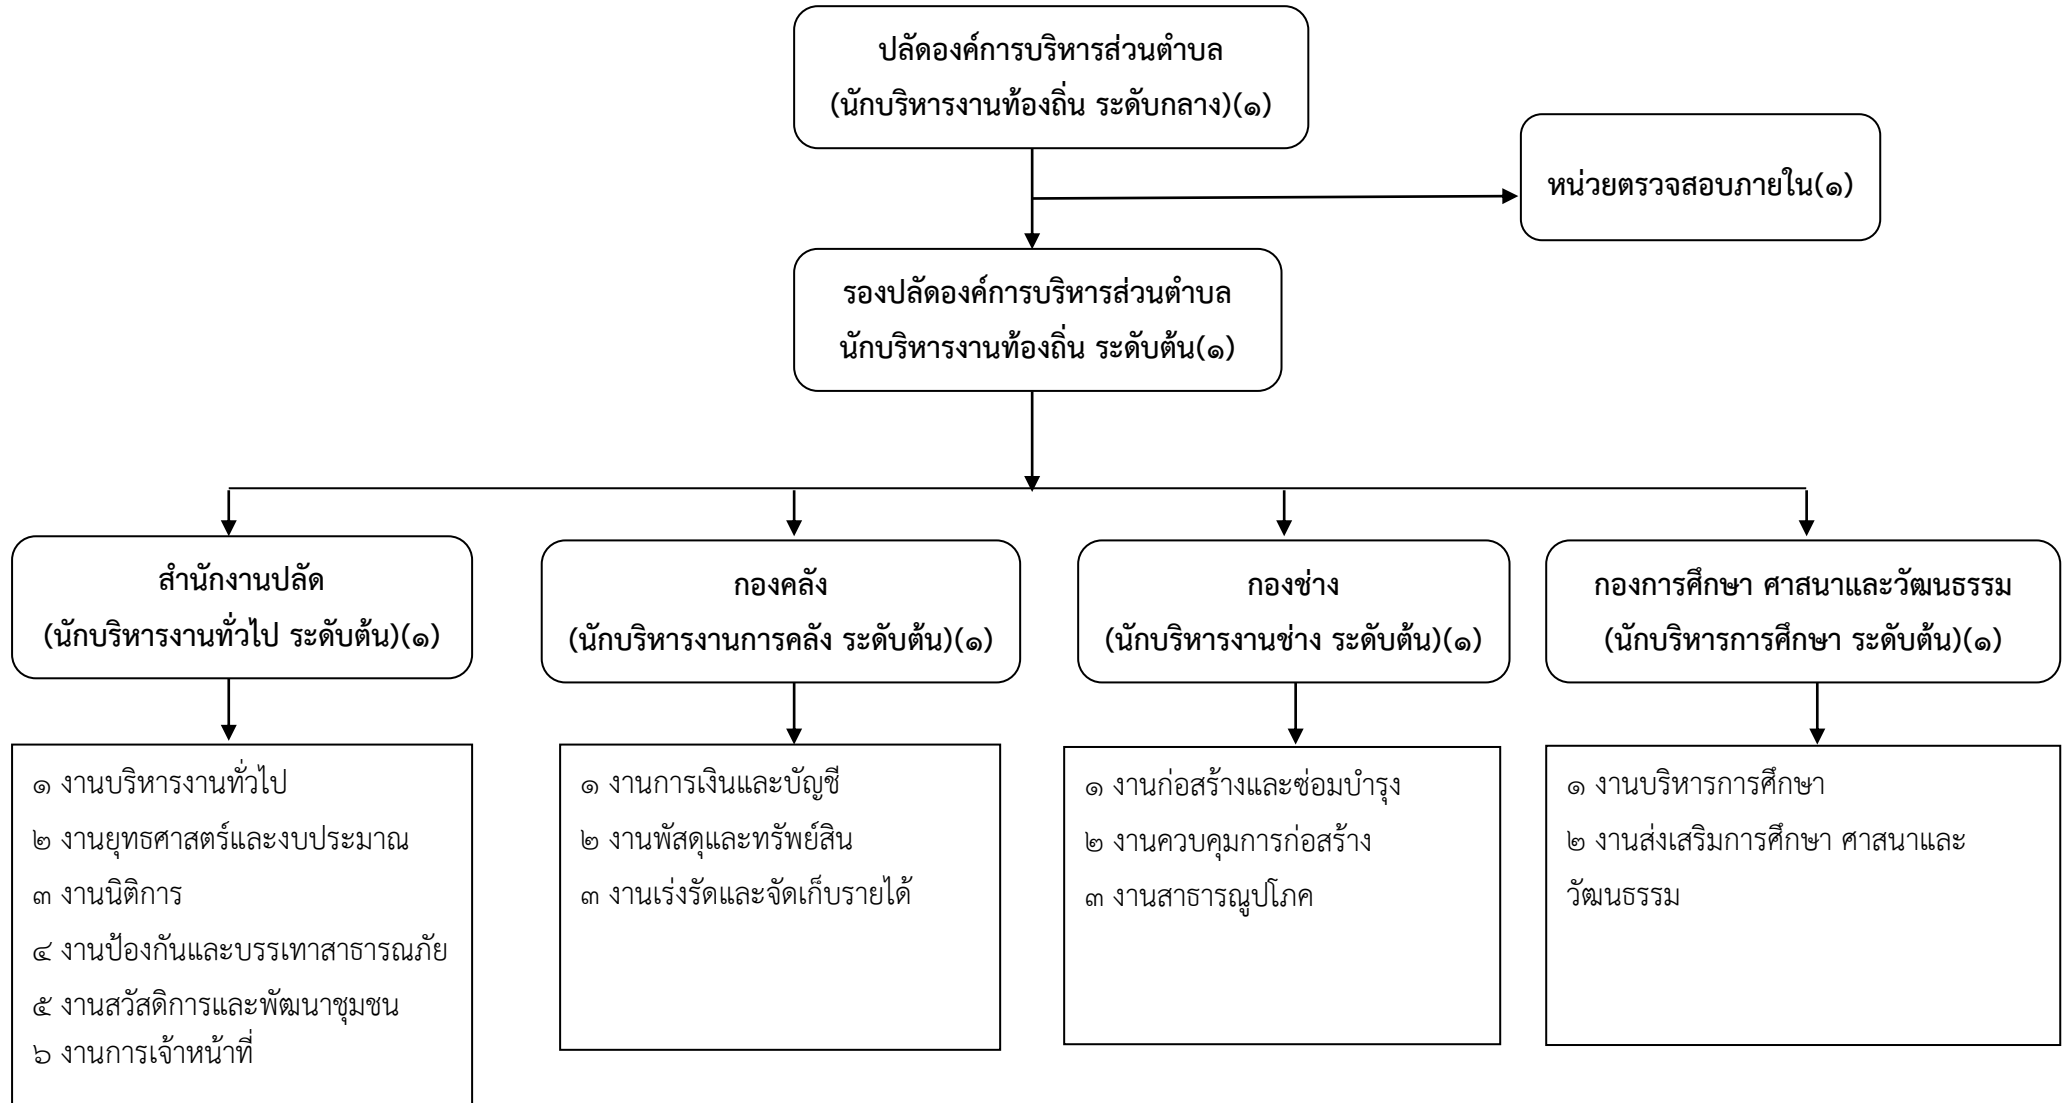 ปลัดองค์การบริหารส่วนตำบล
(นักบริหารงานท้องถิ่น ระดับกลาง)(๑)
หน่วยตรวจสอบภายใน(๑)
รองปลัดองค์การบริหารส่วนตำบล
นักบริหารงานท้องถิ่น ระดับต้น(๑)
สำนักงานปลัด
(นักบริหารงานทั่วไป ระดับต้น)(๑)
กองคลัง
(นักบริหารงานการคลัง ระดับต้น)(๑)
กองช่าง
(นักบริหารงานช่าง ระดับต้น)(๑)
กองการศึกษา ศาสนาและวัฒนธรรม
(นักบริหารการศึกษา ระดับต้น)(๑)
๑ งานบริหารงานทั่วไป
๒ งานยุทธศาสตร์และงบประมาณ
๓ งานนิติการ
๔ งานป้องกันและบรรเทาสาธารณภัย
๕ งานสวัสดิการและพัฒนาชุมชน
๖ งานการเจ้าหน้าที่
๑ งานการเงินและบัญชี
๒ งานพัสดุและทรัพย์สิน
๓ งานเร่งรัดและจัดเก็บรายได้
๑ งานก่อสร้างและซ่อมบำรุง
๒ งานควบคุมการก่อสร้าง
๓ งานสาธารณูปโภค
๑ งานบริหารการศึกษา
๒ งานส่งเสริมการศึกษา ศาสนาและ
วัฒนธรรม